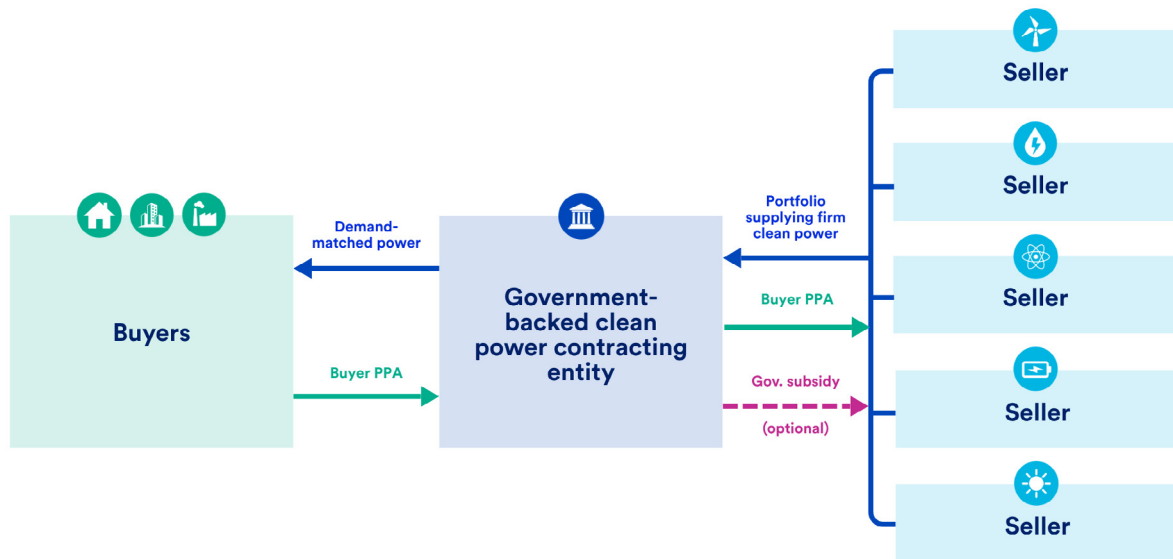 Buyers
Demand-
matched power
Buyer PPA
Government-
backed clean
power contracting
entity
Portfolio
supplying firm
clean power
Buyer PPA
Gov. subsidy
(optional)
Seller
Seller
Seller
Seller
Seller